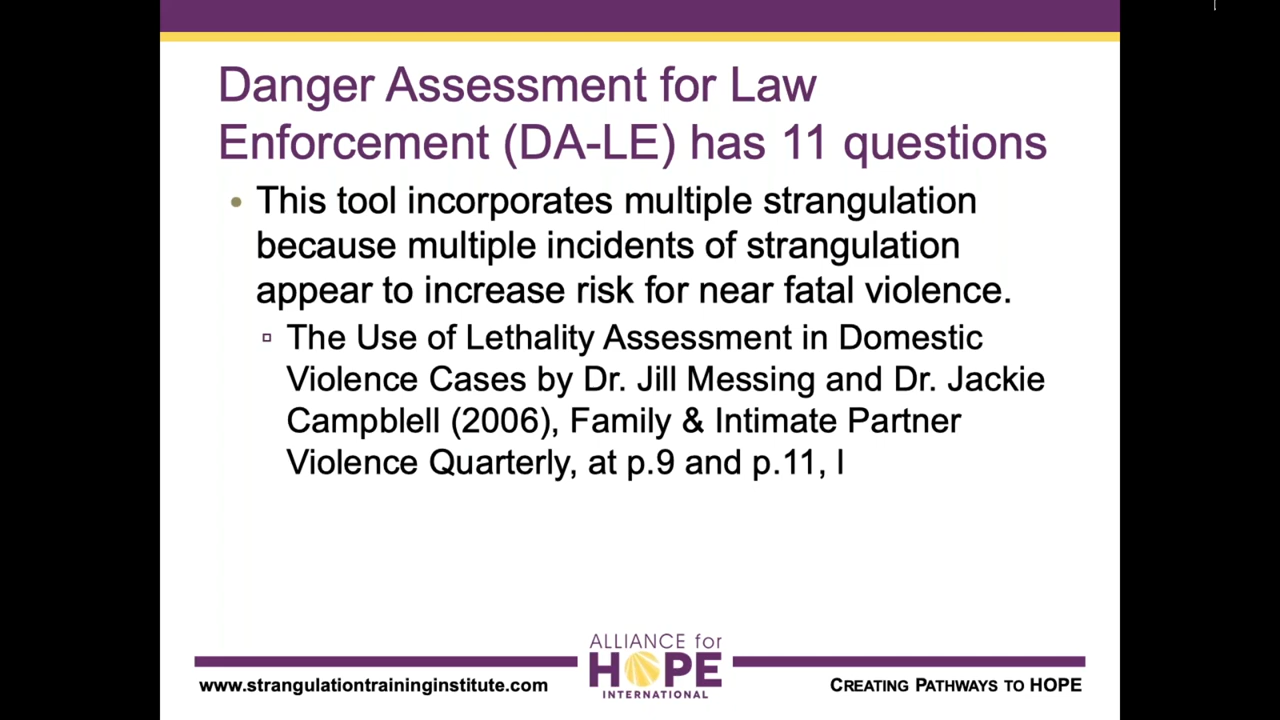 Danger Assessment for Law
Enforcement (DA-LE) has 11 questions
• This tool incorporates multiple strangulation
because multiple incidents of strangulation
appear to increase risk for near fatal violence.
▫ The Use of Lethality Assessment in Domestic
Violence Cases by Dr. Jill Messing and Dr. Jackie
Campblell (2006), Family & Intimate Partner
Violence Quarterly, at p.9 and p.11, I
ALLIANCE for
HOPE
INTERNATIONAL
www.strangulationtraininginstitute.com
CREATING PATHWAYS TO HOPE